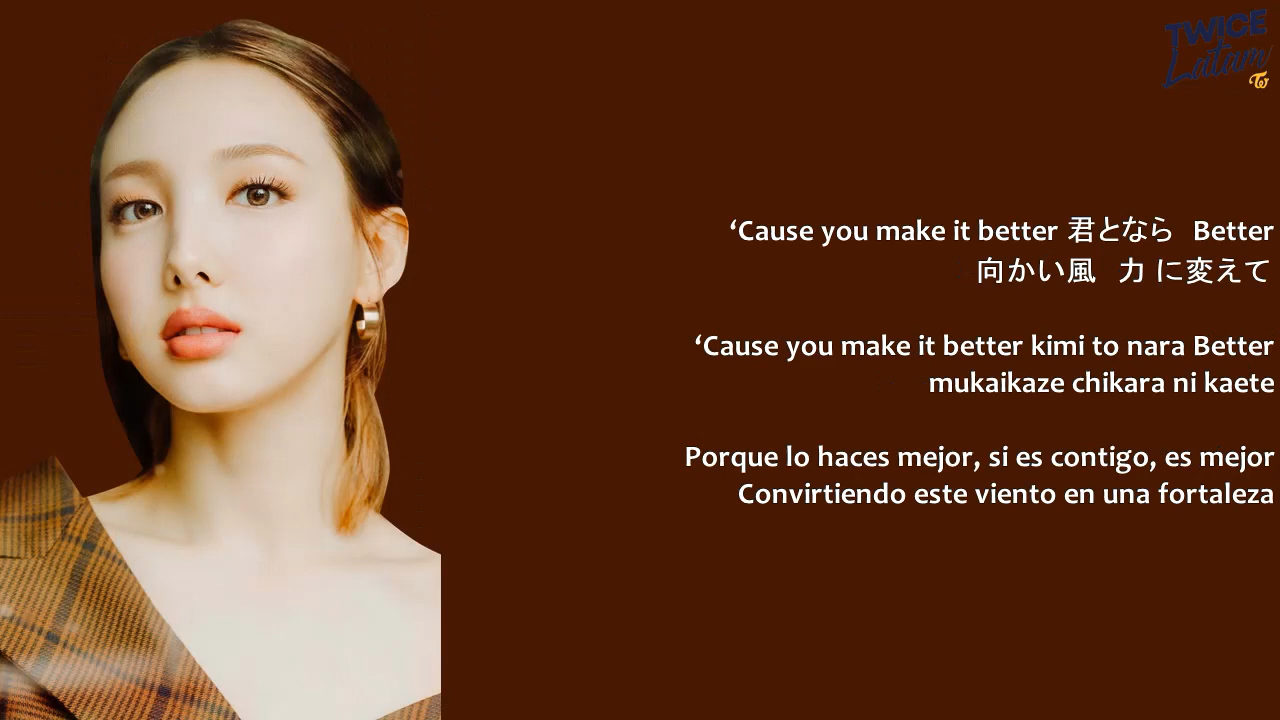 TWICE
Latam
‘Cause you make it better 君となら Better
向かい風 力 に変えて
‘Cause you make it better kimi to nara Better
mukaikaze chikara ni kaete
Porque lo haces mejor, si es contigo, es mejor
Convirtiendo este viento en una fortaleza